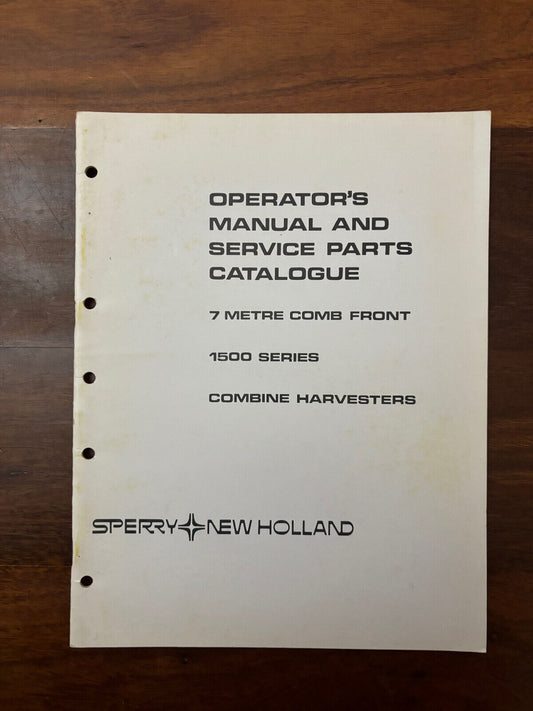 OPERATOR'S
MANUAL AND
SERVICE PARTS
CATALOGUE
7 METRE COMB FRONT
1500 SERIES
COMBINE HARVESTERS
SPERRY NEW HOLLAND